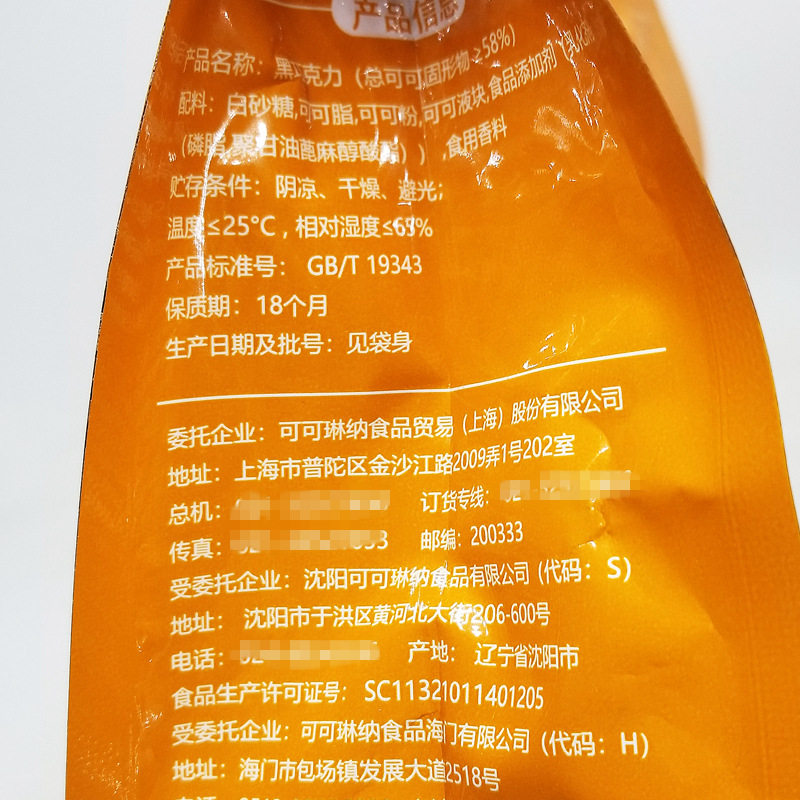 产品信息
产品名称：黑巧克力（总可可固形物≥58%）
配料：白砂糖,可可脂,可可粉,可可液块,食品添加剂（乳化剂
（磷脂,聚甘油蓖麻醇酸酯））,食用香料
贮存条件：阴凉、干燥、避光；
温度≤25°C，相对湿度≤65%
产品标准号： GB/T 19343
保质期：18个月
生产日期及批号：见袋身
委托企业：可可琳纳食品贸易（上海）股份有限公司
地址：上海市普陀区金沙江路2009弄1号202室
总机： 订货专线：
传真： 邮编：200333
受委托企业：沈阳可可琳纳食品有限公司（代码：S）
地址： 沈阳市于洪区黄河北大街206-600号
电话： 产地： 辽宁省沈阳市
食品生产许可证号： SC11321011401205
受委托企业：可可琳纳食品海门有限公司（代码：H）
地址：海门市包场镇发展大道2518号